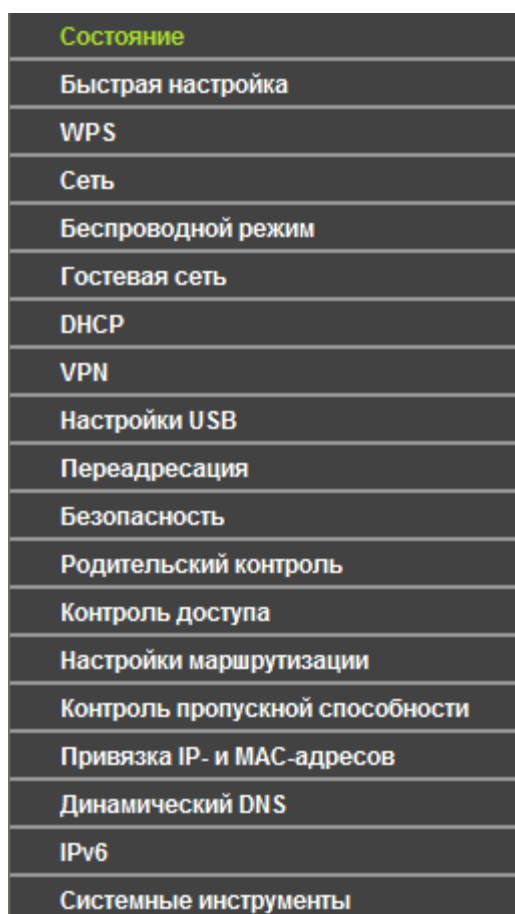 Состояние
Быстрая настройка
WPS
Сеть
Беспроводной режим
Гостевая сеть
DHCP
VPN
Настройки USB
Переадресация
Безопасность
Родительский контроль
Контроль доступа
Настройки маршрутизации
Контроль пропускной способности
Привязка IP- и MAC-адресов
Динамический DNS
IPv6
Системные инструменты